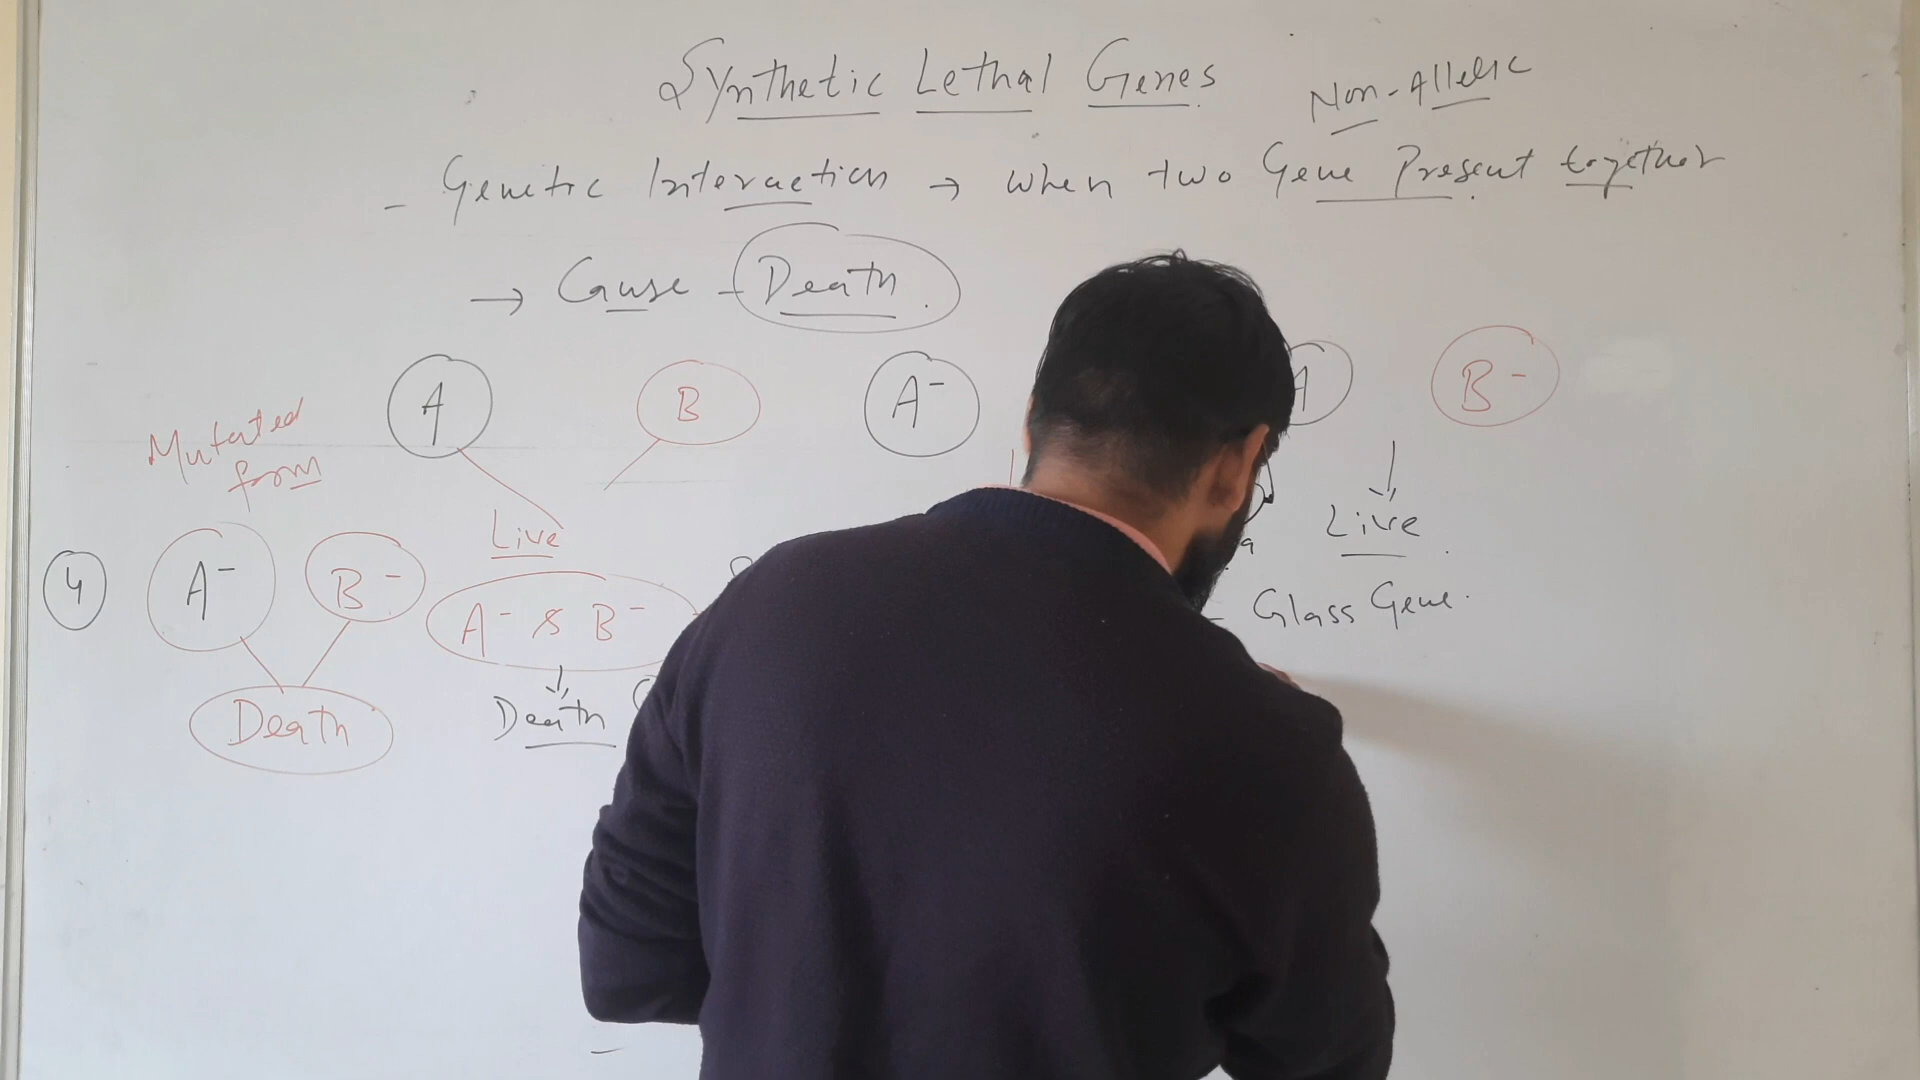 Synthetic Lethal Genes
Non-Allelic
- Genetic Interaction → When two Gene Present together
→ Cause - Death.
A B A- A B-
Mutated
from
Live
Live.
4 A- B- A- & B-
- Glass Gene.
Death
Death